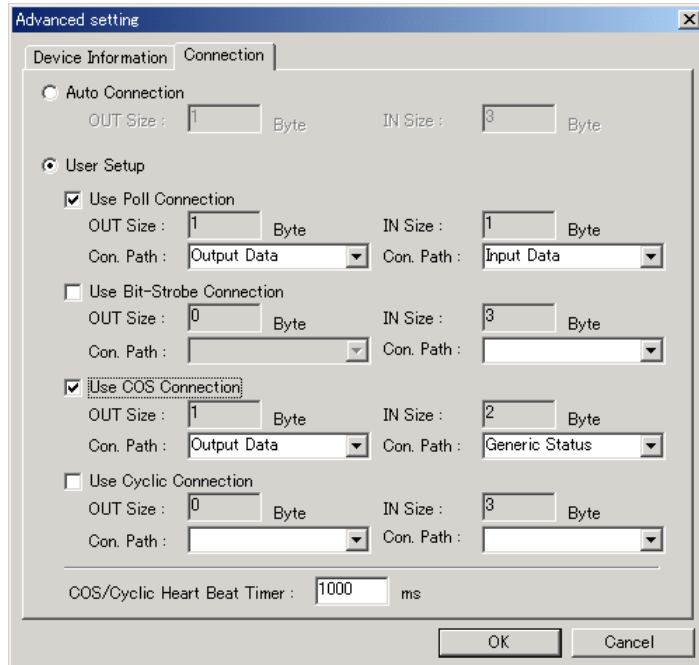 Advanced setting
Device Information Connection
Auto Connection
OUT Size : 1 Byte IN Size : 3 Byte
User Setup
Use Poll Connection
OUT Size : 1 Byte IN Size : 1 Byte
Con. Path : Output Data Con. Path : Input Data
Use Bit-Strobe Connection
OUT Size : 0 Byte IN Size : 3 Byte
Con. Path : Con. Path :
Use COS Connection
OUT Size : 1 Byte IN Size : 2 Byte
Con. Path : Output Data Con. Path : Generic Status
Use Cyclic Connection
OUT Size : 0 Byte IN Size : 3 Byte
Con. Path : Con. Path :
COS/Cyclic Heart Beat Timer : 1000 ms
OK Cancel